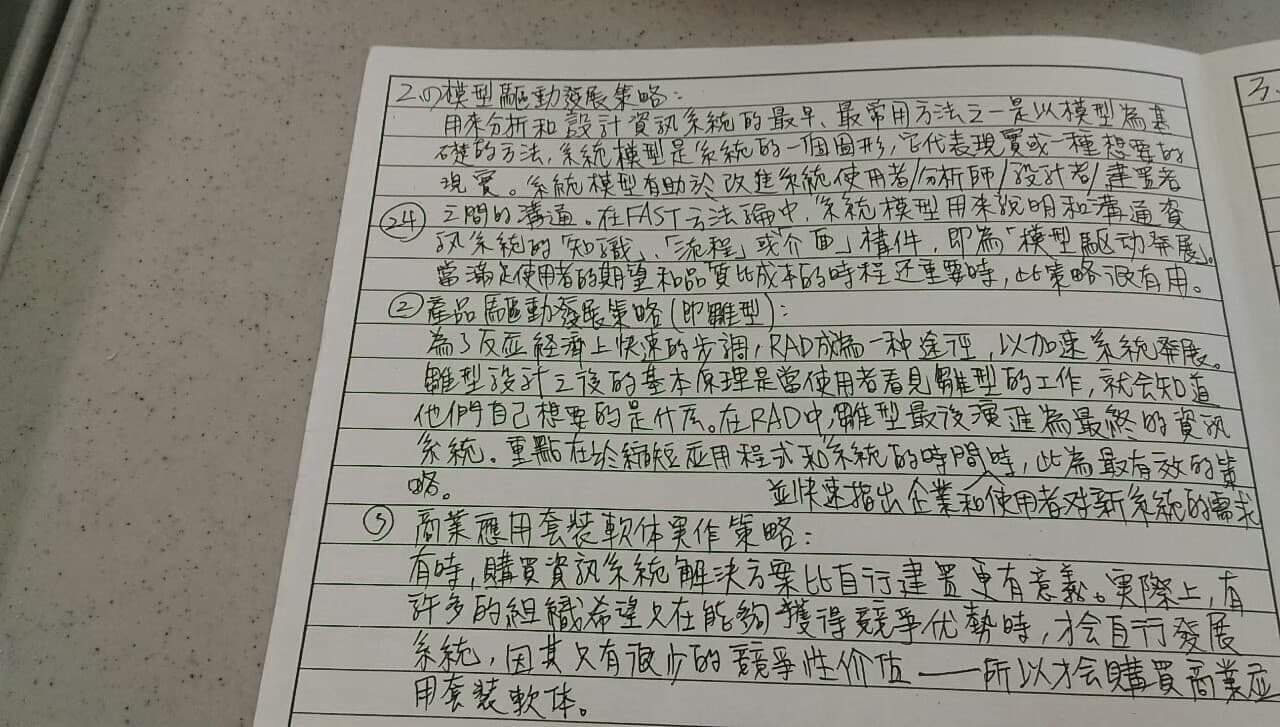 2.(1)模型驅動發展策略:
用來分析和設計資訊系統的最早、最常用方法之一是以模型為基
礎的方法,系統模型是系統的一個圖形,它代表現實或一種想要的
現實。系統模型有助於改進系統使用者/分析師/設計者/建置者
24 之間的溝通。在FAST方法論中,系統模型用來說明和溝通資
訊系統的「知識」、「流程」或「介面」構件,即為「模型驅动発展」。
當滿足使用者的期望和品質比成本的時程还重要時,此策略很有用。
② 產品驅動發展策略(即雛型):
為了反应経濟上快速的步調,RAD成為一种途徑,以加速系統発展。
雛型設計之後的基本原理是當使用者看見雛型的工作,就会知道
他們自己想要的是什麼。在RAD中,雛型最後演進為最終的資訊
系統。重點在於縮短应用程式和系統的時間時,此為最有效的策
略。 並快速指出企業和使用者対新系統的需求
③ 商業應用套裝軟体実作策略:
有時,購買資訊系統解決方案比自行建置更有意義。実際上,有
許多的組織希望只在能夠獲得競爭优勢時,才会自行發展
系統,因其只有很少的競爭性价值——所以才会購買商業应
用套裝軟体。
3.